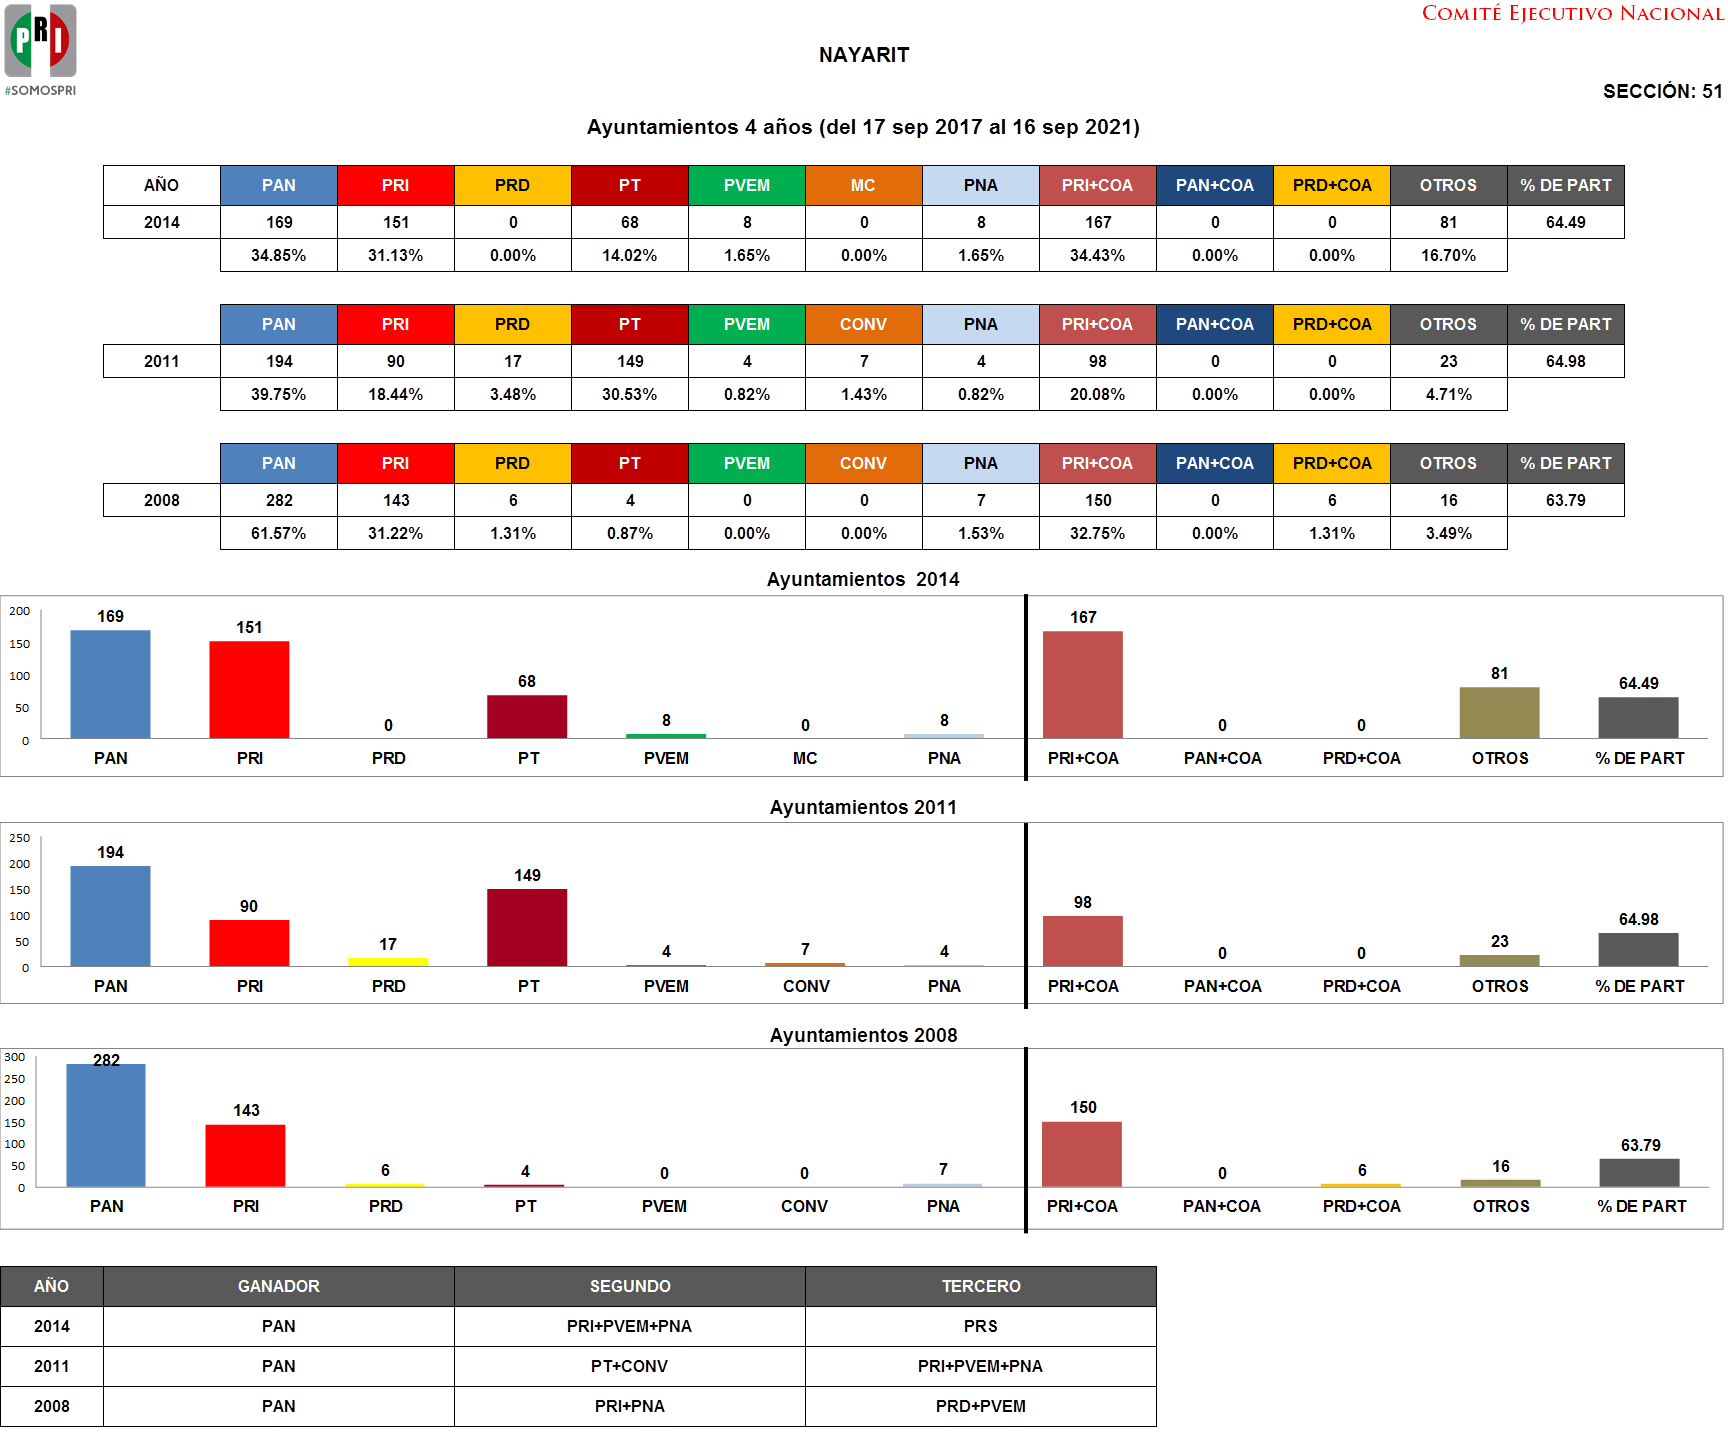 COMITÉ EJECUTIVO NACIONAL
PRI
#SOMOSPRI
NAYARIT
SECCIÓN: 51
Ayuntamientos 4 años (del 17 sep 2017 al 16 sep 2021)
AÑO PAN PRI PRD PT PVEM MC PNA PRI+COA PAN+COA PRD+COA OTROS % DE PART
2014 169 151 0 68 8 0 8 167 0 0 81 64.49
34.85% 31.13% 0.00% 14.02% 1.65% 0.00% 1.65% 34.43% 0.00% 0.00% 16.70%
PAN PRI PRD PT PVEM CONV PNA PRI+COA PAN+COA PRD+COA OTROS % DE PART
2011 194 90 17 149 4 7 4 98 0 0 23 64.98
39.75% 18.44% 3.48% 30.53% 0.82% 1.43% 0.82% 20.08% 0.00% 0.00% 4.71%
PAN PRI PRD PT PVEM CONV PNA PRI+COA PAN+COA PRD+COA OTROS % DE PART
2008 282 143 6 4 0 0 7 150 0 6 16 63.79
61.57% 31.22% 1.31% 0.87% 0.00% 0.00% 1.53% 32.75% 0.00% 1.31% 3.49%
Ayuntamientos 2014
200
150
100
50
0
169 151 0 68 8 0 8 167 0 0 81 64.49
PAN PRI PRD PT PVEM MC PNA PRI+COA PAN+COA PRD+COA OTROS % DE PART
Ayuntamientos 2011
250
200
150
100
50
0
194 90 17 149 4 7 4 98 0 0 23 64.98
PAN PRI PRD PT PVEM CONV PNA PRI+COA PAN+COA PRD+COA OTROS % DE PART
Ayuntamientos 2008
300
250
200
150
100
50
0
282 143 6 4 0 0 7 150 0 6 16 63.79
PAN PRI PRD PT PVEM CONV PNA PRI+COA PAN+COA PRD+COA OTROS % DE PART
AÑO GANADOR SEGUNDO TERCERO
2014 PAN PRI+PVEM+PNA PRS
2011 PAN PT+CONV PRI+PVEM+PNA
2008 PAN PRI+PNA PRD+PVEM